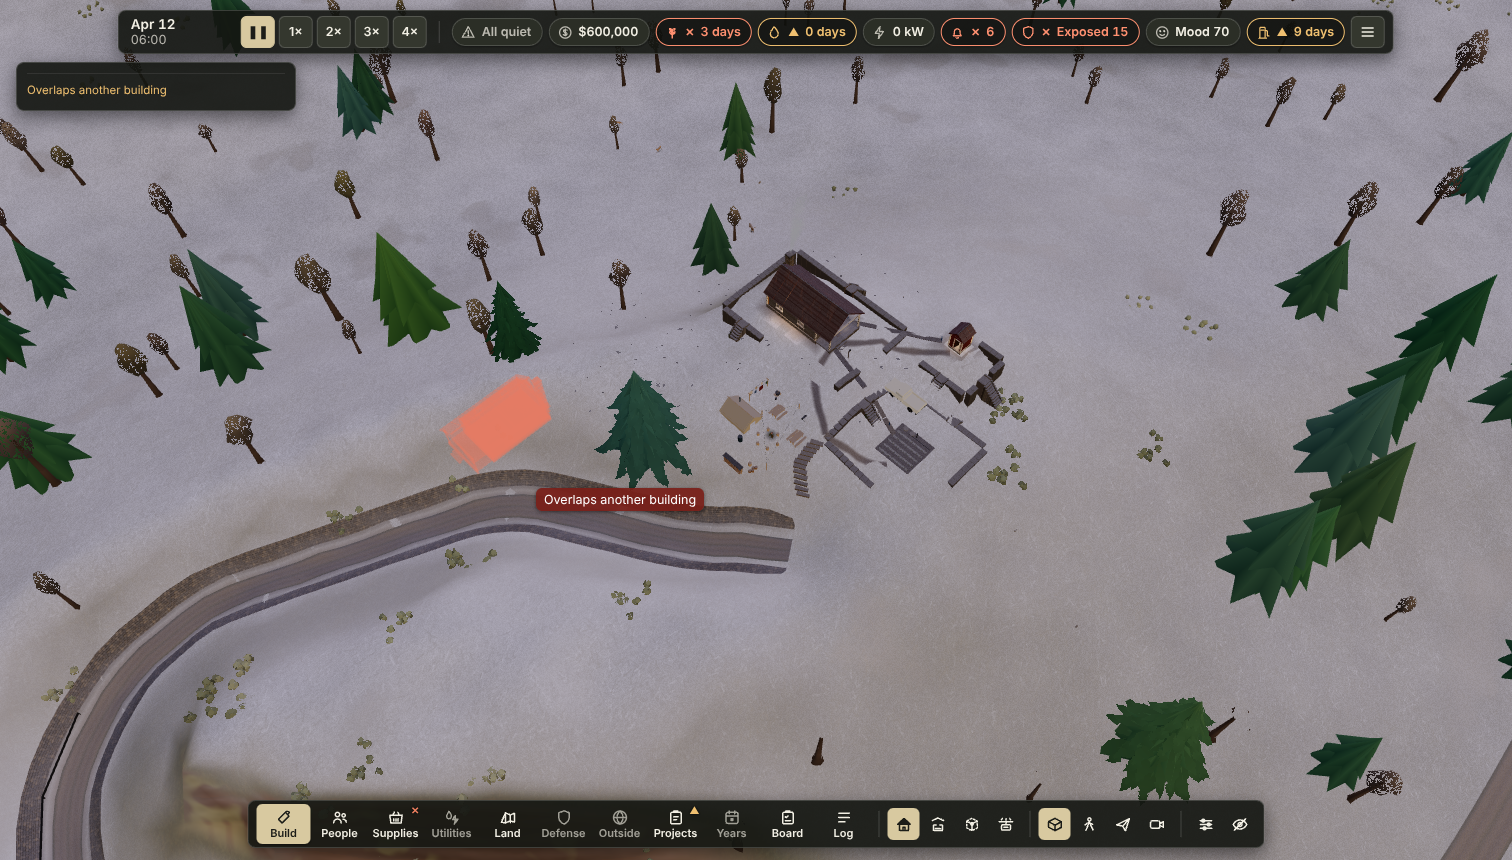 Apr 12
06:00
1×
2×
3×
4×
All quiet
$600,000
× 3 days
0 days
0 kW
× 6
× Exposed 15
Mood 70
9 days
Overlaps another building
Overlaps another building
Build
People
Supplies
Utilities
Land
Defense
Outside
Projects
Years
Board
Log